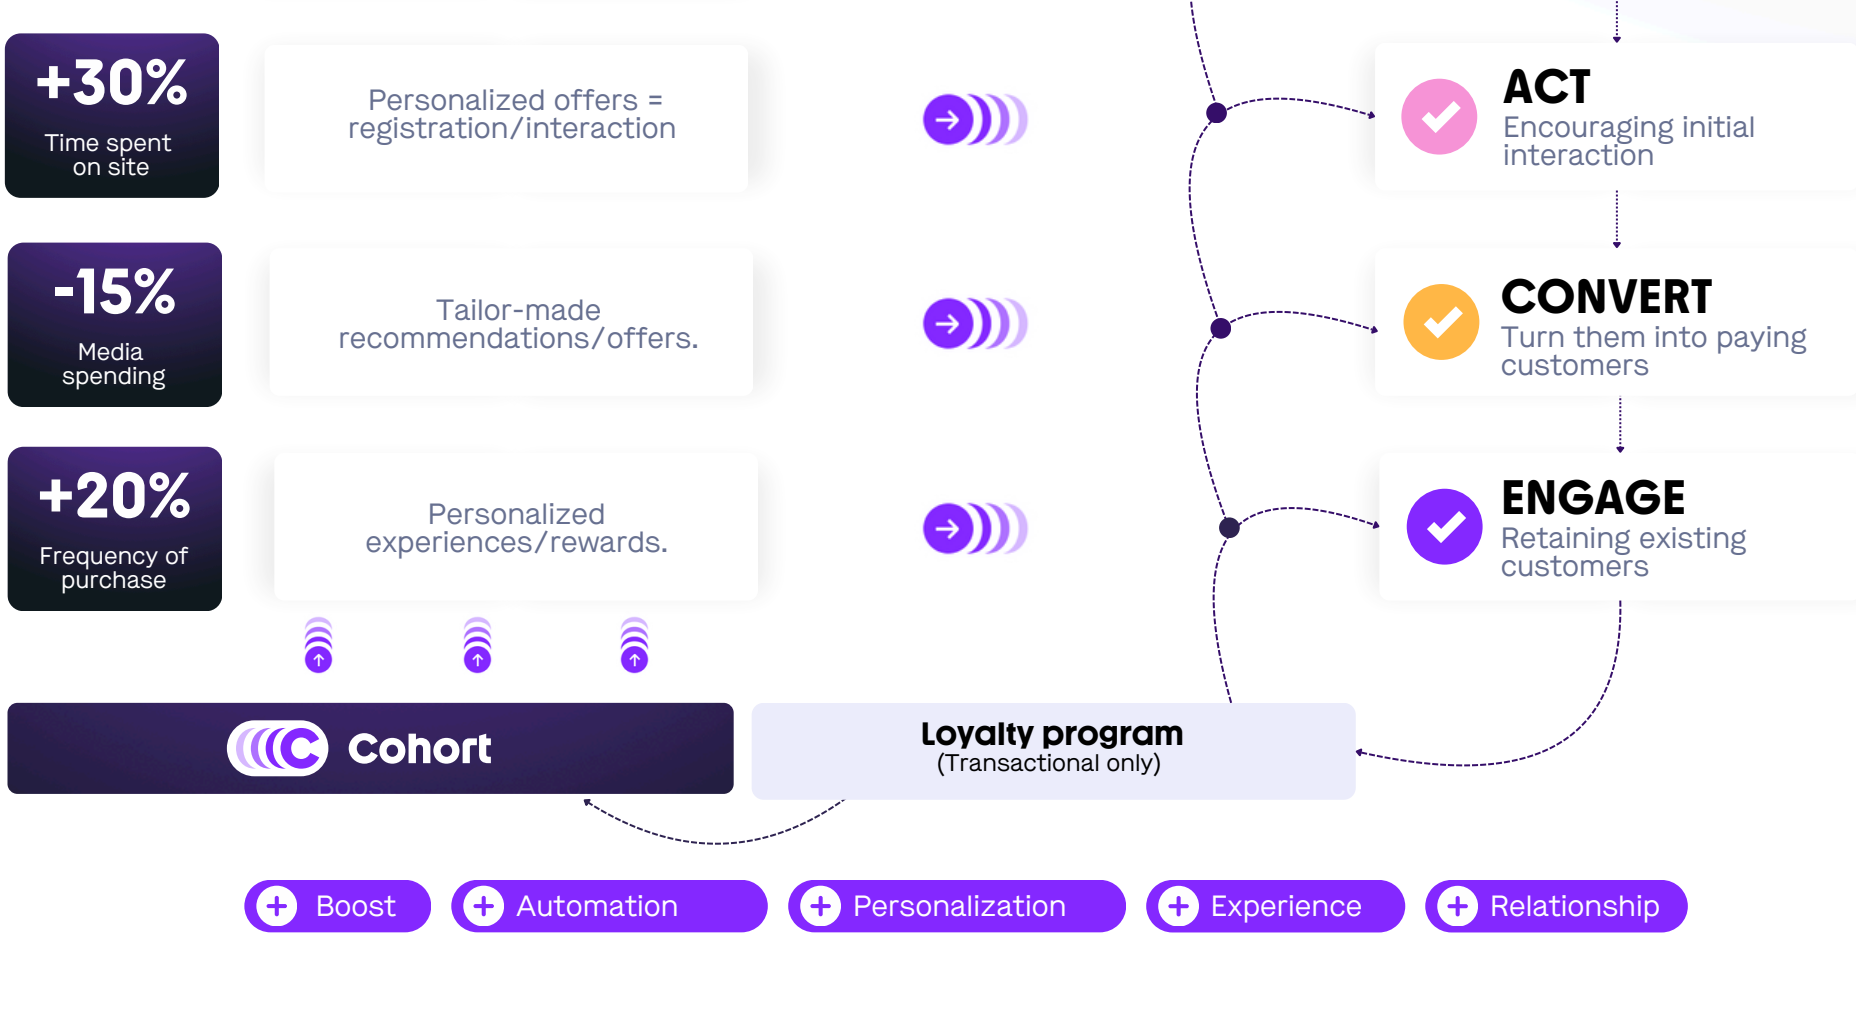 +30%
Time spent
on site
Personalized offers =
registration/interaction
ACT
Encouraging initial
interaction
-15%
Media
spending
Tailor-made
recommendations/offers.
CONVERT
Turn them into paying
customers
+20%
Frequency of
purchase
Personalized
experiences/rewards.
ENGAGE
Retaining existing
customers
Cohort
Loyalty program
(Transactional only)
Boost
Automation
Personalization
Experience
Relationship